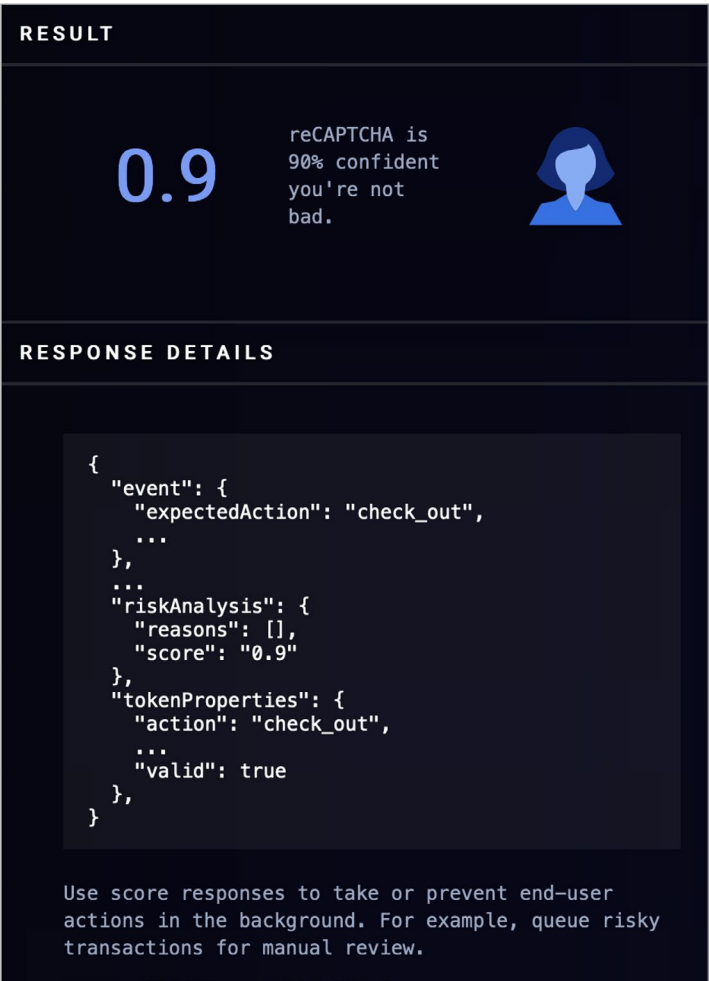 RESULT
0.9
reCAPTCHA is
90% confident
you're not
bad.
RESPONSE DETAILS
{
  "event": {
    "expectedAction": "check_out",
    ...
  },
  ...
  "riskAnalysis": {
    "reasons": [],
    "score": "0.9"
  },
  "tokenProperties": {
    "action": "check_out",
    ...
    "valid": true
  },
}
Use score responses to take or prevent end-user
actions in the background. For example, queue risky
transactions for manual review.